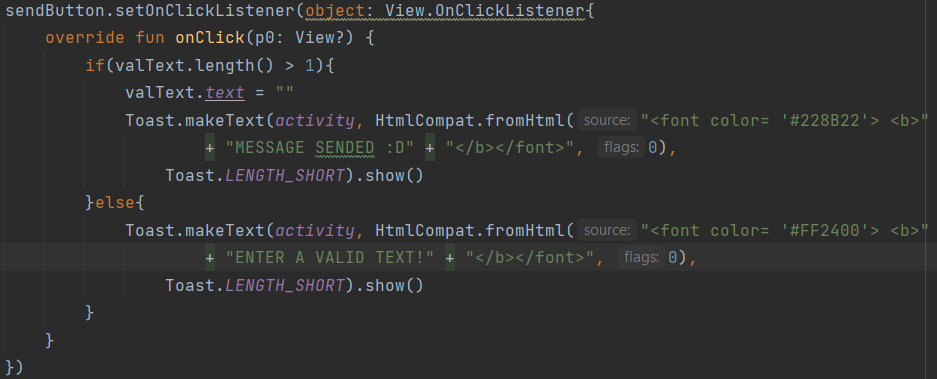 sendButton.setOnClickListener(object: View.OnClickListener{
    override fun onClick(p0: View?) {
        if(valText.length() > 1){
            valText.text = ""
            Toast.makeText(activity, HtmlCompat.fromHtml( source: "<font color= '#228B22'> <b>"
                    + "MESSAGE SENDED :D" + "</b></font>", flags: 0),
                Toast.LENGTH_SHORT).show()
        }else{
            Toast.makeText(activity, HtmlCompat.fromHtml( source: "<font color= '#FF2400'> <b>"
                    + "ENTER A VALID TEXT!" + "</b></font>", flags: 0),
                Toast.LENGTH_SHORT).show()
        }
    }
})